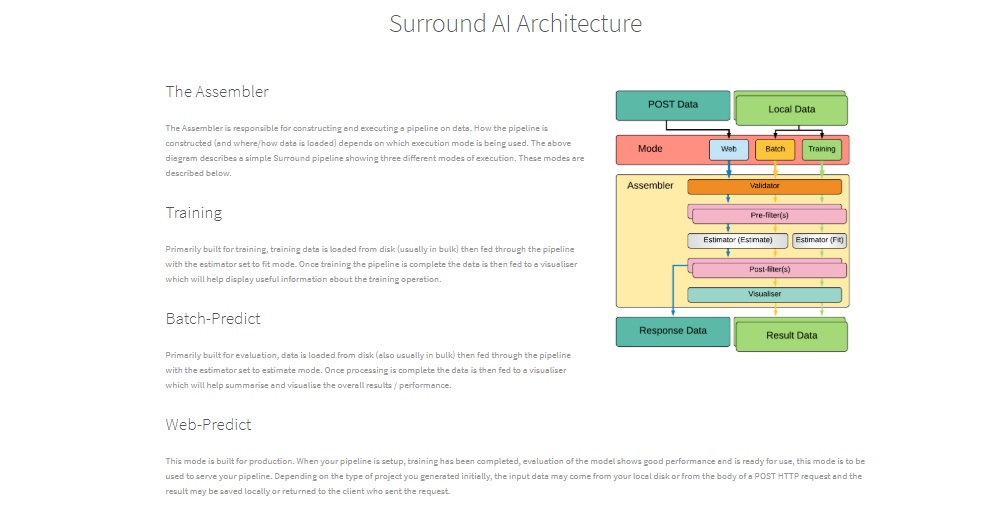 Surround AI Architecture
The Assembler
The Assembler is responsible for constructing and executing a pipeline on data. How the pipeline is
constructed (and where/how data is loaded) depends on which execution mode is being used. The above
diagram describes a simple Surround pipeline showing three different modes of execution. These modes are
described below.
Training
Primarily built for training, training data is loaded from disk (usually in bulk) then fed through the pipeline
with the estimator set to fit mode. Once training the pipeline is complete the data is then fed to a visualiser
which will help display useful information about the training operation.
Batch-Predict
Primarily built for evaluation, data is loaded from disk (also usually in bulk) then fed through the pipeline
with the estimator set to estimate mode. Once processing is complete the data is then fed to a visualiser
which will help summarise and visualise the overall results / performance.
Web-Predict
This mode is built for production. When your pipeline is setup, training has been completed, evaluation of the model shows good performance and is ready for use, this mode is to be
used to serve your pipeline. Depending on the type of project you generated initially, the input data may come from your local disk or from the body of a POST HTTP request and the
result may be saved locally or returned to the client who sent the request.
POST Data
Local Data
Mode
Web
Batch
Training
Assembler
Validator
Pre-filter(s)
Estimator (Estimate)
Estimator (Fit)
Post-filter(s)
Visualiser
Response Data
Result Data